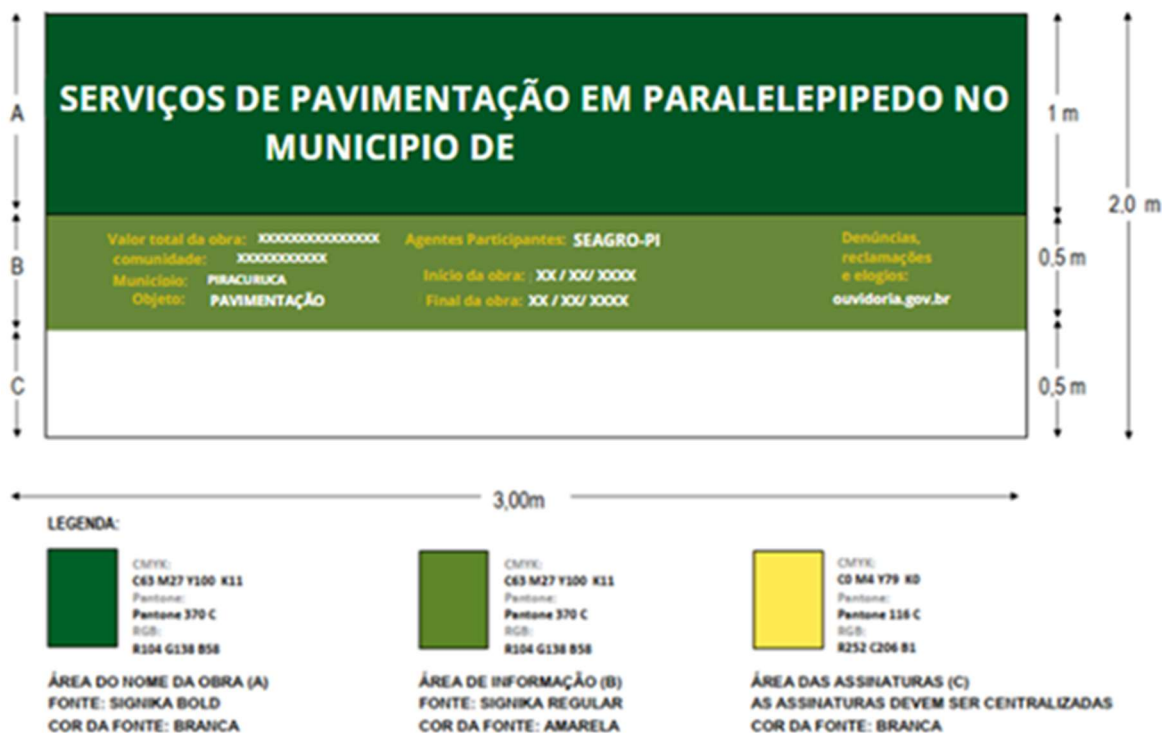 A
SERVIÇOS DE PAVIMENTAÇÃO EM PARALELEPIPEDO NO
MUNICIPIO DE
1 m
2,0 m
B
Valor total da obra: XXXXXXXXXXXXXXXX
comunidade: XXXXXXXXXXXX
Município: PIRACURUCA
Objeto: PAVIMENTAÇÃO
Agentes Participantes: SEAGRO-PI
Início da obra: XX / XX/ XXXX
Final da obra: XX / XX/ XXXX
Denúncias,
reclamações
e elogios:
ouvidoria.gov.br
0,5 m
C
0,5 m
3,00m
LEGENDA:
CMYK:
C63 M27 Y100 K11
Pantone:
Pantone 370 C
RGB:
R104 G138 B58
ÁREA DO NOME DA OBRA (A)
FONTE: SIGNIKA BOLD
COR DA FONTE: BRANCA
CMYK:
C63 M27 Y100 K11
Pantone:
Pantone 370 C
RGB:
R104 G138 B58
ÁREA DE INFORMAÇÃO (B)
FONTE: SIGNIKA REGULAR
COR DA FONTE: AMARELA
CMYK:
C0 M4 Y79 K0
Pantone:
Pantone 116 C
RGB:
R252 C206 B1
ÁREA DAS ASSINATURAS (C)
AS ASSINATURAS DEVEM SER CENTRALIZADAS
COR DA FONTE: BRANCA